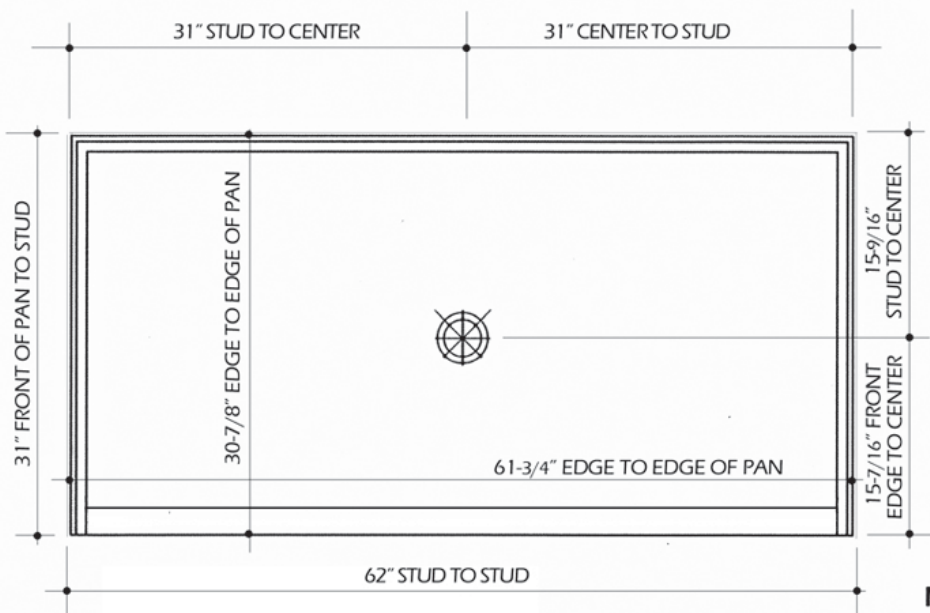 31" STUD TO CENTER
31" CENTER TO STUD
31" FRONT OF PAN TO STUD
30-7/8" EDGE TO EDGE OF PAN
15-9/16"
STUD TO CENTER
15-7/16" FRONT
EDGE TO CENTER
61-3/4" EDGE TO EDGE OF PAN
62" STUD TO STUD